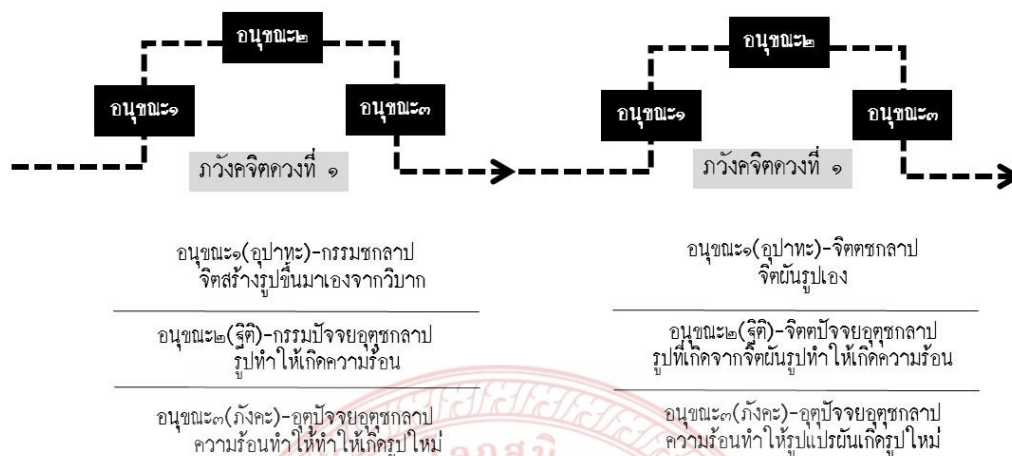 อนุขณะ๒
อนุขณะ๑
อนุขณะ๓
ภวังคจิตดวงที่ ๑
อนุขณะ๑(อุปาทะ)-กรรมชกลาป
จิตสร้างรูปขึ้นมาเองจากวิบาก
อนุขณะ๒(ฐิติ)-กรรมปัจจยอุตุชกลาป
รูปทำให้เกิดความร้อน
อนุขณะ๓(ภังคะ)-อุตุปัจจยอุตุชกลาป
ความร้อนทำให้ทำให้เกิดรูปใหม่
อนุขณะ๒
อนุขณะ๑
อนุขณะ๓
ภวังคจิตดวงที่ ๑
อนุขณะ๑(อุปาทะ)-จิตตชกลาป
จิตผันรูปเอง
อนุขณะ๒(ฐิติ)-จิตตปัจจยอุตุชกลาป
รูปที่เกิดจากจิตผันรูปทำให้เกิดความร้อน
อนุขณะ๓(ภังคะ)-อุตุปัจจยอุตุชกลาป
ความร้อนทำให้รูปแปรผันเกิดรูปใหม่